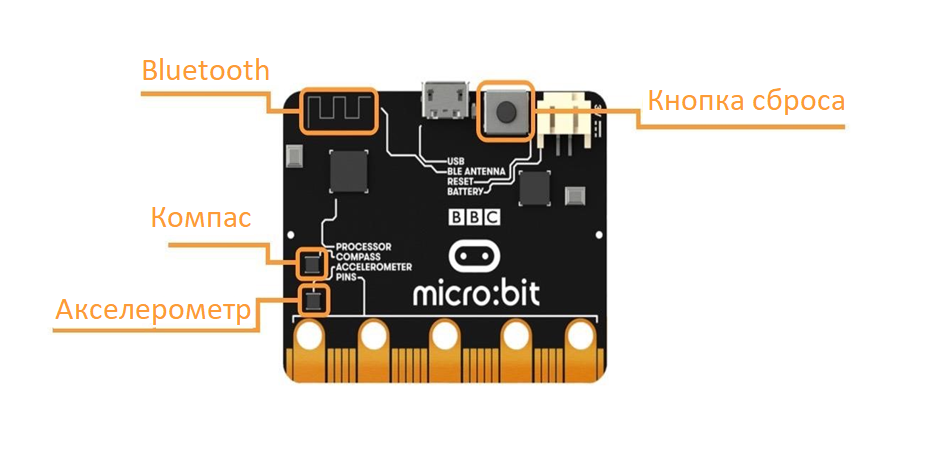 Bluetooth
Кнопка сброса
USB
BLE ANTENNA
RESET
BATTERY
BBC
Компас
PROCESSOR
COMPASS
ACCELEROMETER
PINS
micro:bit
Акселерометр